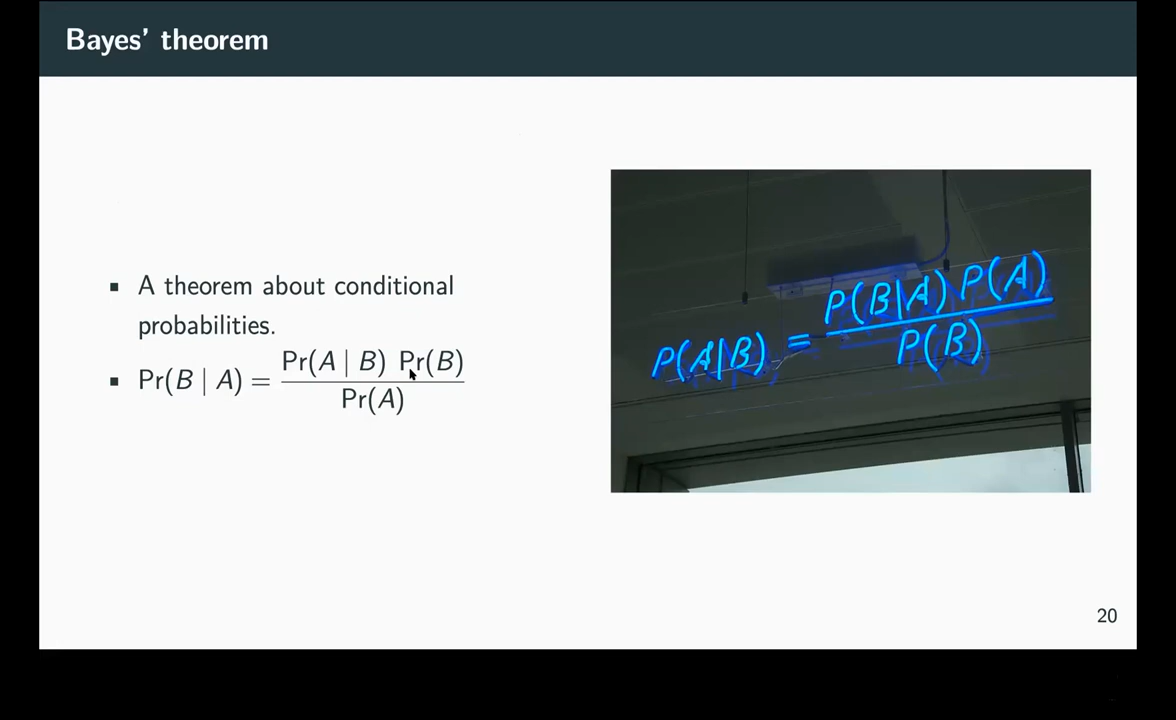 Bayes' theorem
▪ A theorem about conditional
probabilities.
▪ Pr(B | A) = Pr(A | B) Pr(B) / Pr(A)
P(A|B) = P(B|A) P(A) / P(B)
20